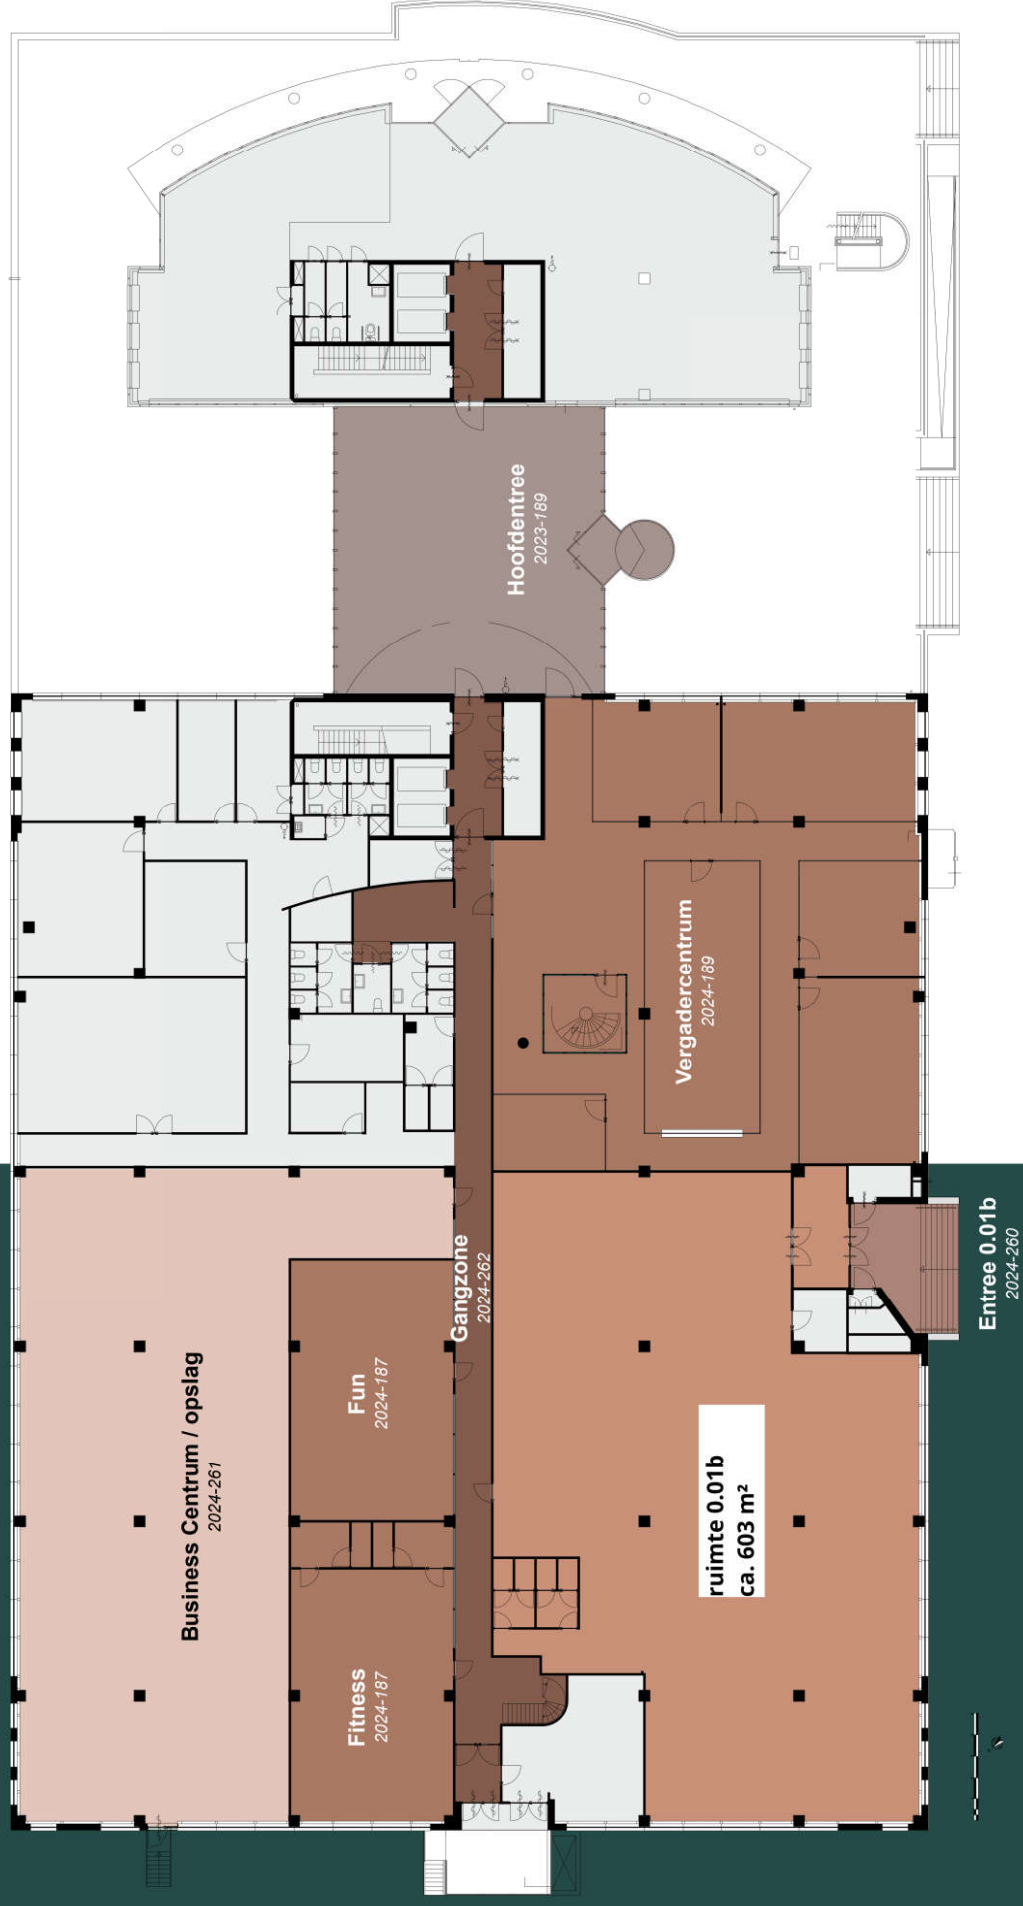 Hoofdentree
2023-189
Vergadercentrum
2024-189
Gangzone
2024-262
Entree 0.01b
2024-260
Business Centrum / opslag
2024-261
Fun
2024-187
Fitness
2024-187
ruimte 0.01b
ca. 603 m²